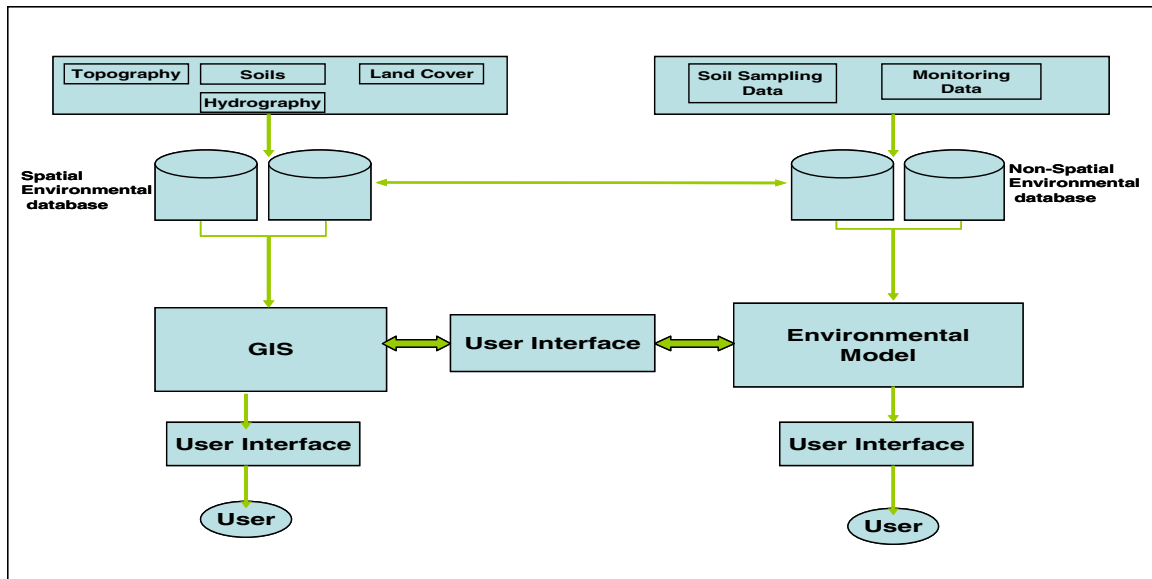 Topography
Soils
Land Cover
Hydrography
Soil Sampling
Data
Monitoring
Data
Spatial
Environmental
database
Non-Spatial
Environmental
database
GIS
User Interface
Environmental
Model
User Interface
User Interface
User
User